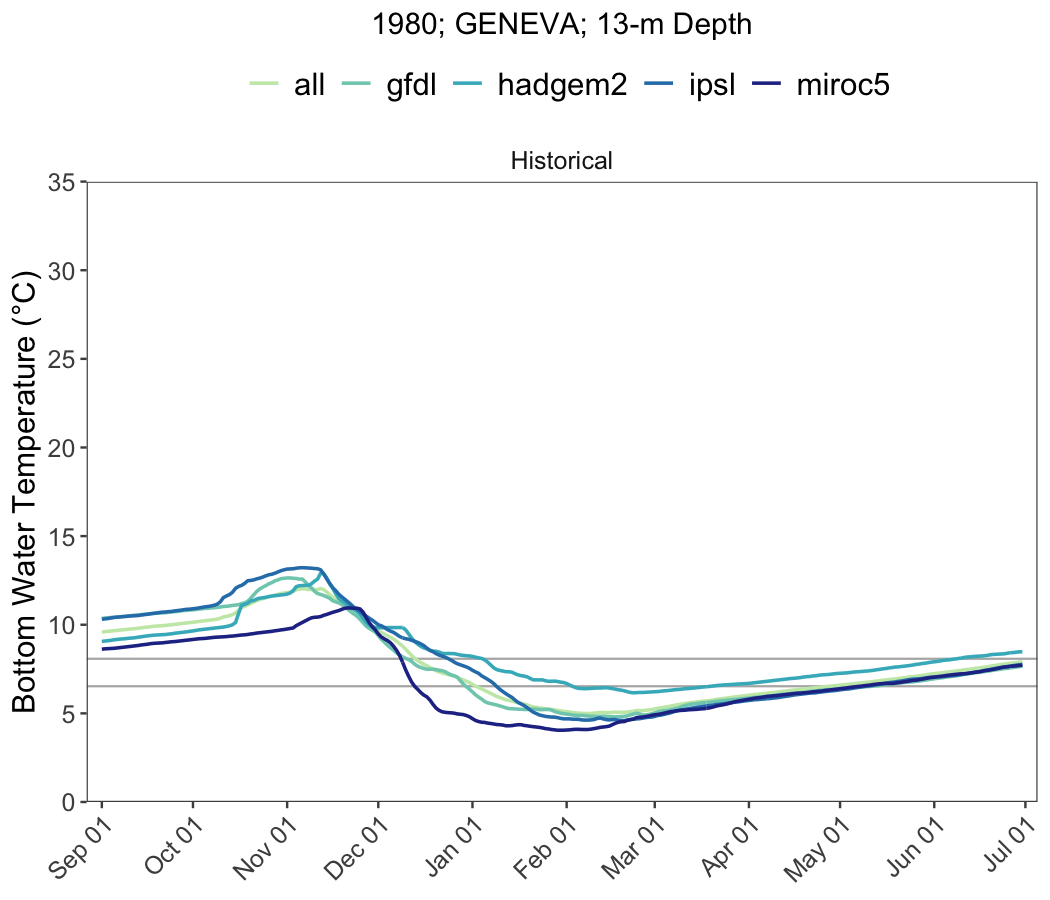 1980; GENEVA; 13-m Depth
all gfdl hadgem2 ipsl miroc5
Historical
Bottom Water Temperature (°C)
35
30
25
20
15
10
5
0
Sep 01 Oct 01 Nov 01 Dec 01 Jan 01 Feb 01 Mar 01 Apr 01 May 01 Jun 01 Jul 01